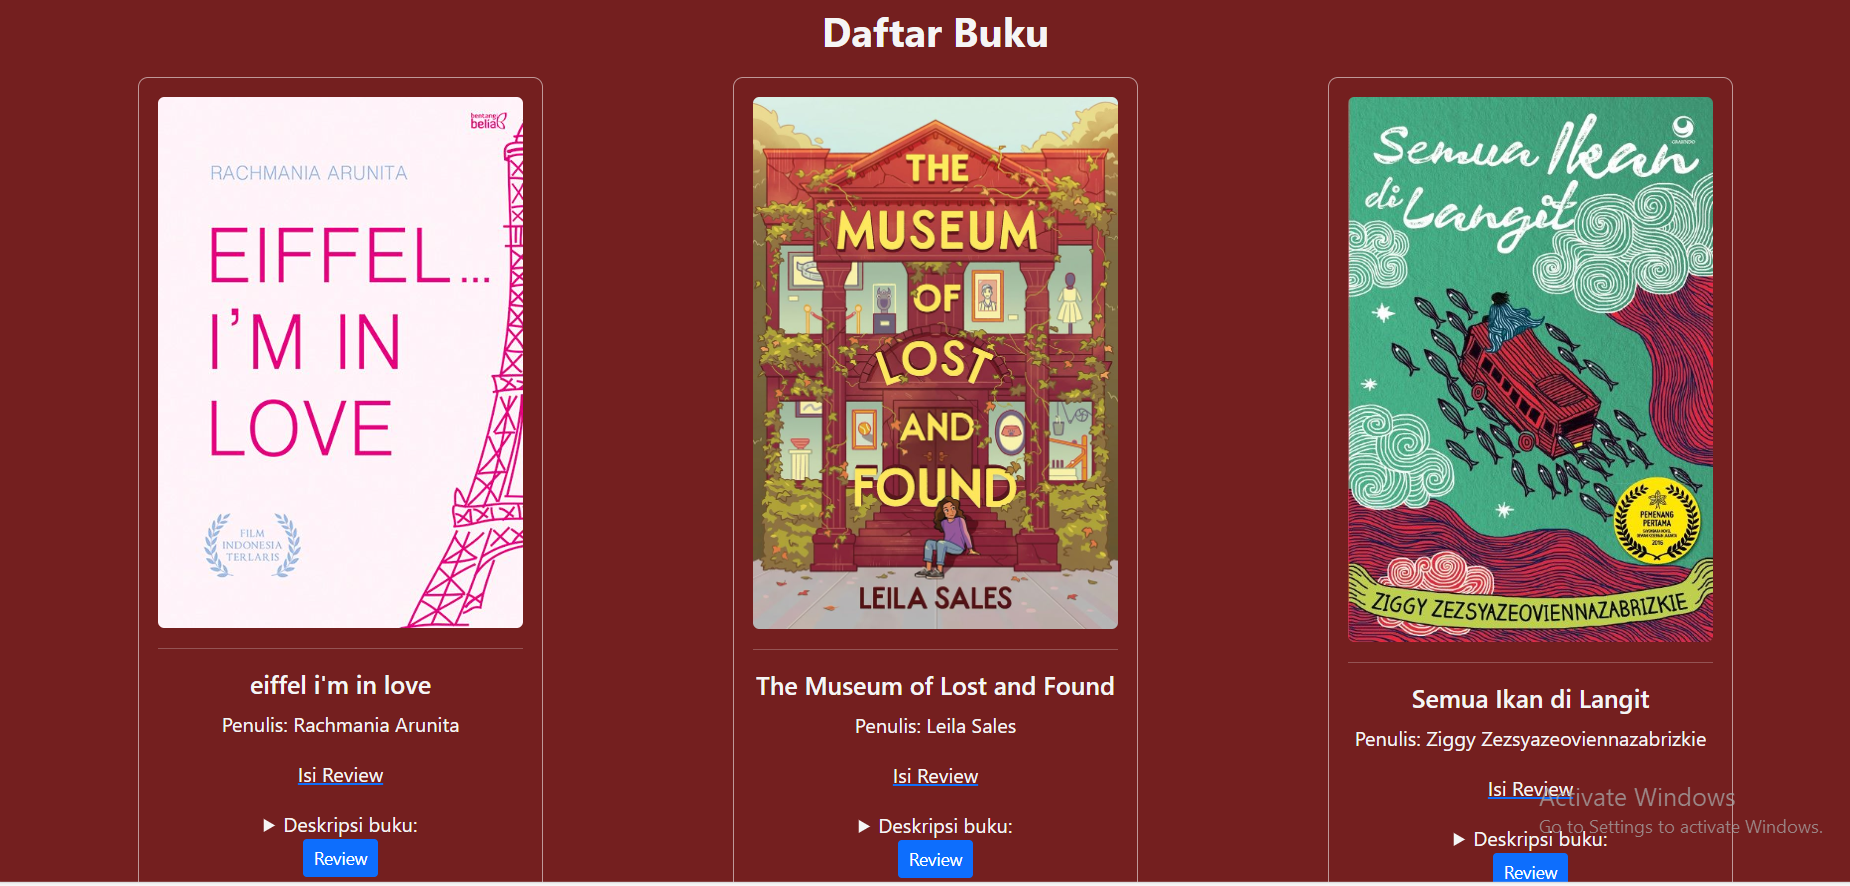 Daftar Buku
bentang
belia
RACHMANIA ARUNITA
EIFFEL...
I'M IN
LOVE
FILM
INDONESIA
TERLARIS
eiffel i'm in love
Penulis: Rachmania Arunita
Isi Review
▶ Deskripsi buku:
Review
THE
MUSEUM
OF
LOST
AND
FOUND
LEILA SALES
The Museum of Lost and Found
Penulis: Leila Sales
Isi Review
▶ Deskripsi buku:
Review
Semua Ikan
di Langit
PEMENANG
PERTAMA
2016
ZIGGY ZEZSYAZEOVIENNAZABRIZKIE
Semua Ikan di Langit
Penulis: Ziggy Zezsyazeoviennazabrizkie
Isi Review
▶ Deskripsi buku:
Review
Activate Windows
Go to Settings to activate Windows.